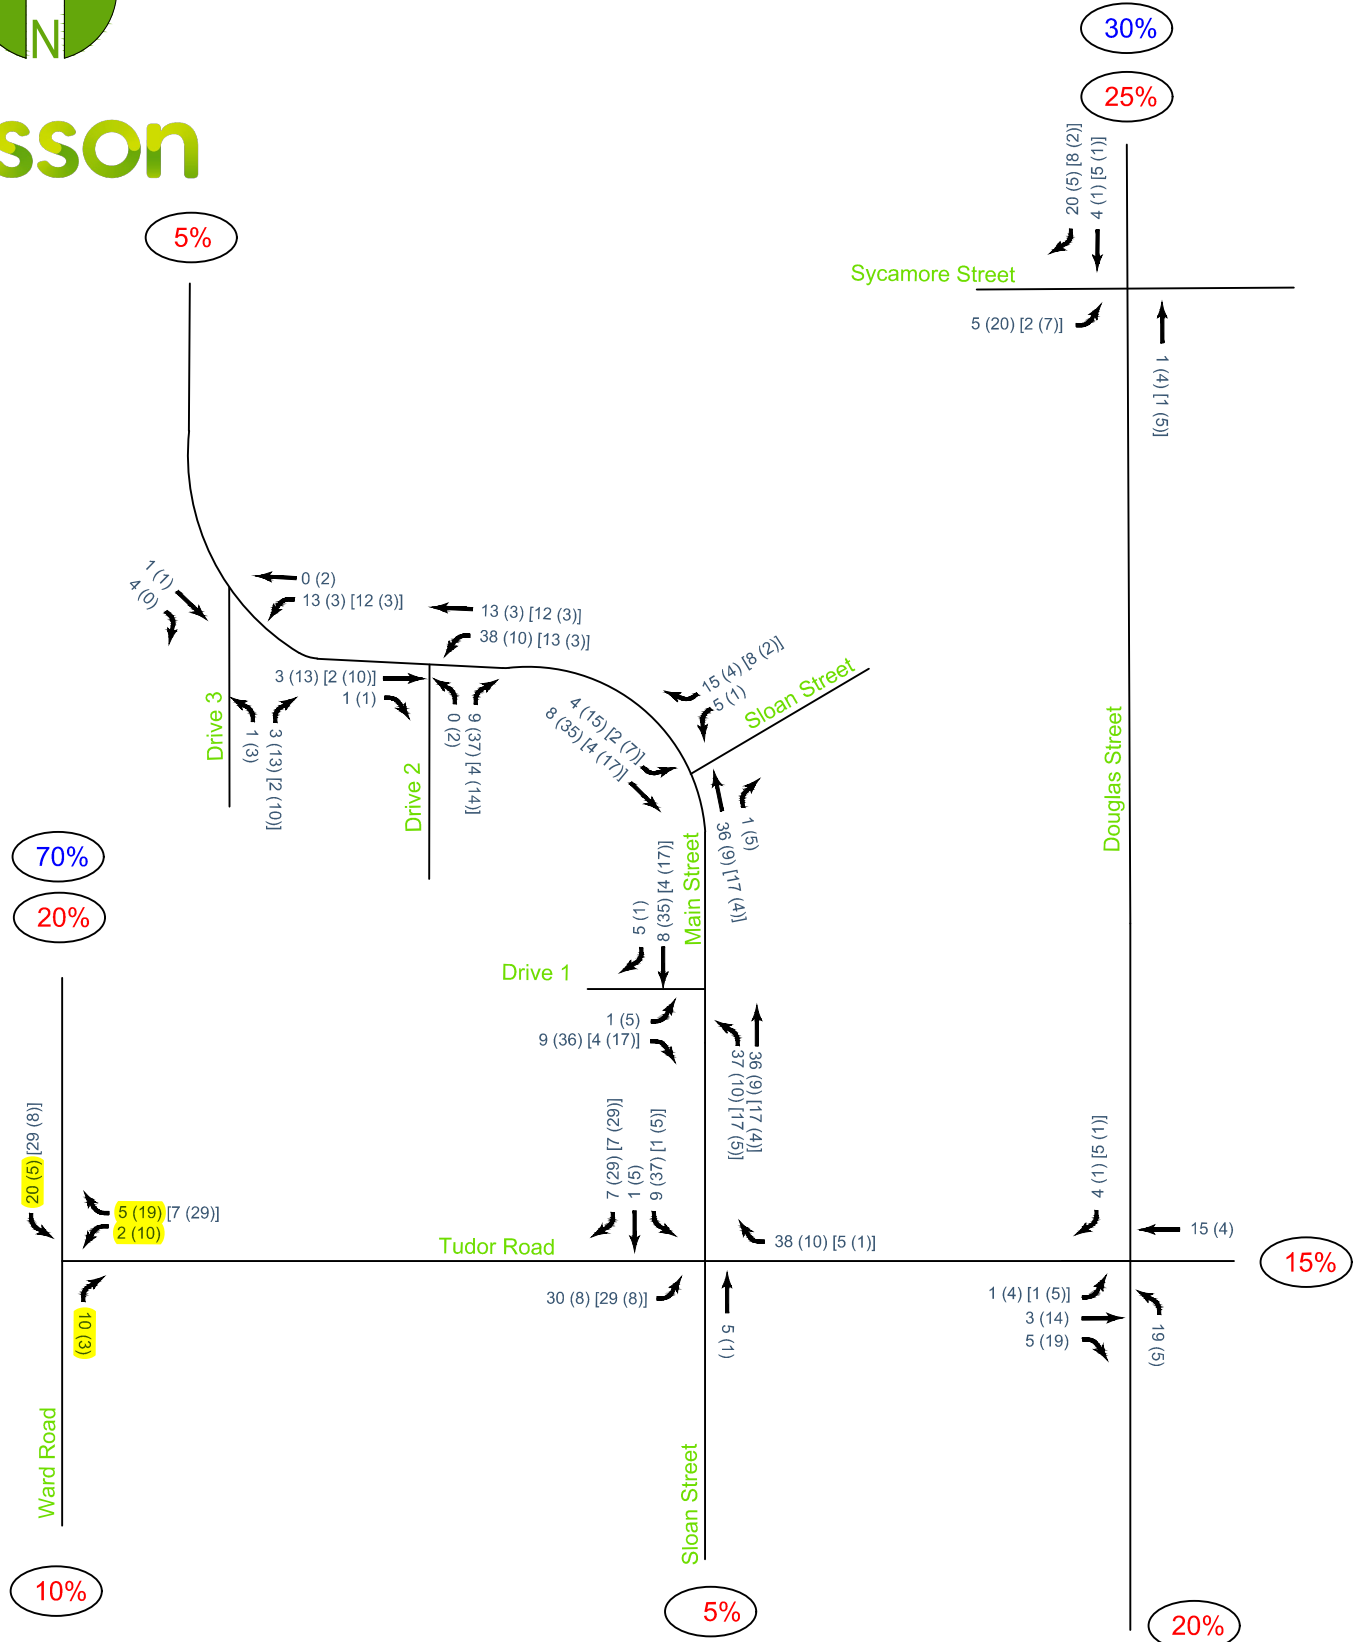 N
sson
30%
25%
5%
20 (5) [8 (2)]
4 (1) [5 (1)]
Sycamore Street
5 (20) [2 (7)]
1 (4) [1 (5)]
1 (1)
4 (0)
0 (2)
13 (3) [12 (3)]
13 (3) [12 (3)]
38 (10) [13 (3)]
3 (13) [2 (10)]
1 (1)
Drive 3
1 (3)
3 (13) [2 (10)]
Drive 2
0 (2)
9 (37) [4 (14)]
15 (4) [8 (2)]
5 (1)
Sloan Street
4 (15) [2 (7)]
8 (35) [4 (17)]
36 (9) [17 (4)]
1 (5)
Douglas Street
Main Street
70%
20%
5 (1)
8 (35) [4 (17)]
Drive 1
1 (5)
9 (36) [4 (17)]
37 (10) [17 (5)]
36 (9) [17 (4)]
20 (5) [29 (8)]
5 (19) [7 (29)]
2 (10)
10 (3)
Ward Road
Tudor Road
7 (29) [7 (29)]
1 (5)
9 (37) [1 (5)]
38 (10) [5 (1)]
30 (8) [29 (8)]
5 (1)
Sloan Street
4 (1) [5 (1)]
15 (4)
15%
1 (4) [1 (5)]
3 (14)
5 (19)
19 (5)
10%
5%
20%